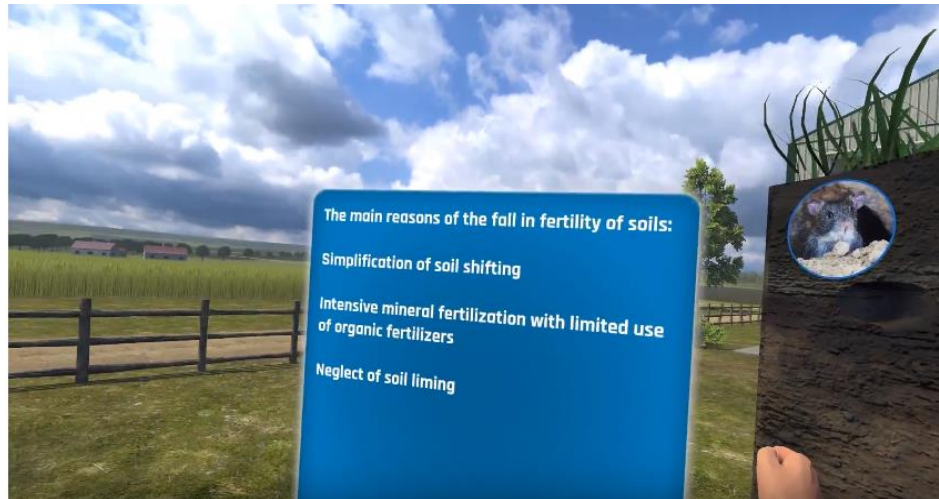 The main reasons of the fall in fertility of soils:
Simplification of soil shifting
Intensive mineral fertilization with limited use
of organic fertilizers
Neglect of soil liming